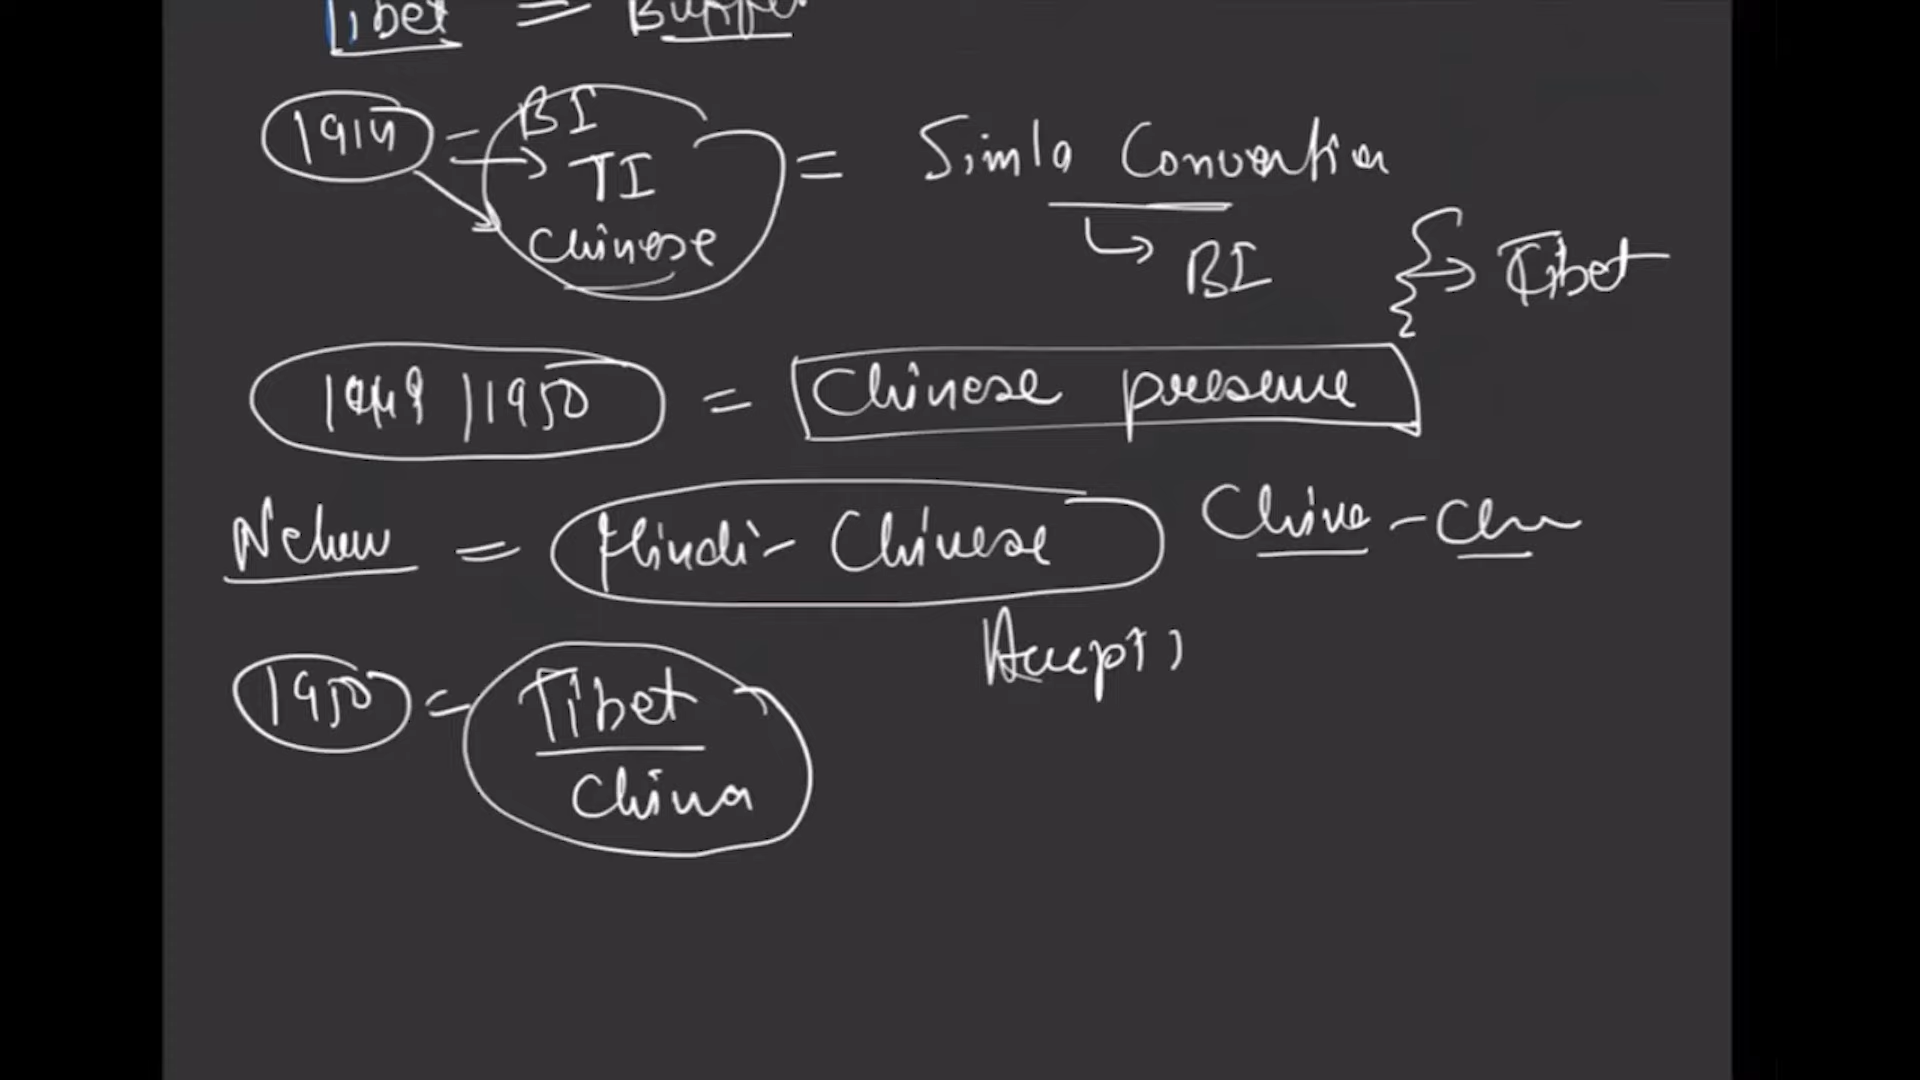 Tibet = Buffer
1914 = BI
TI
Chinese
= Simla Convention
BI
Tibet
1949 | 1950 = Chinese presence
Nehru = Hindi - Chinese
1950 = Tibet
China